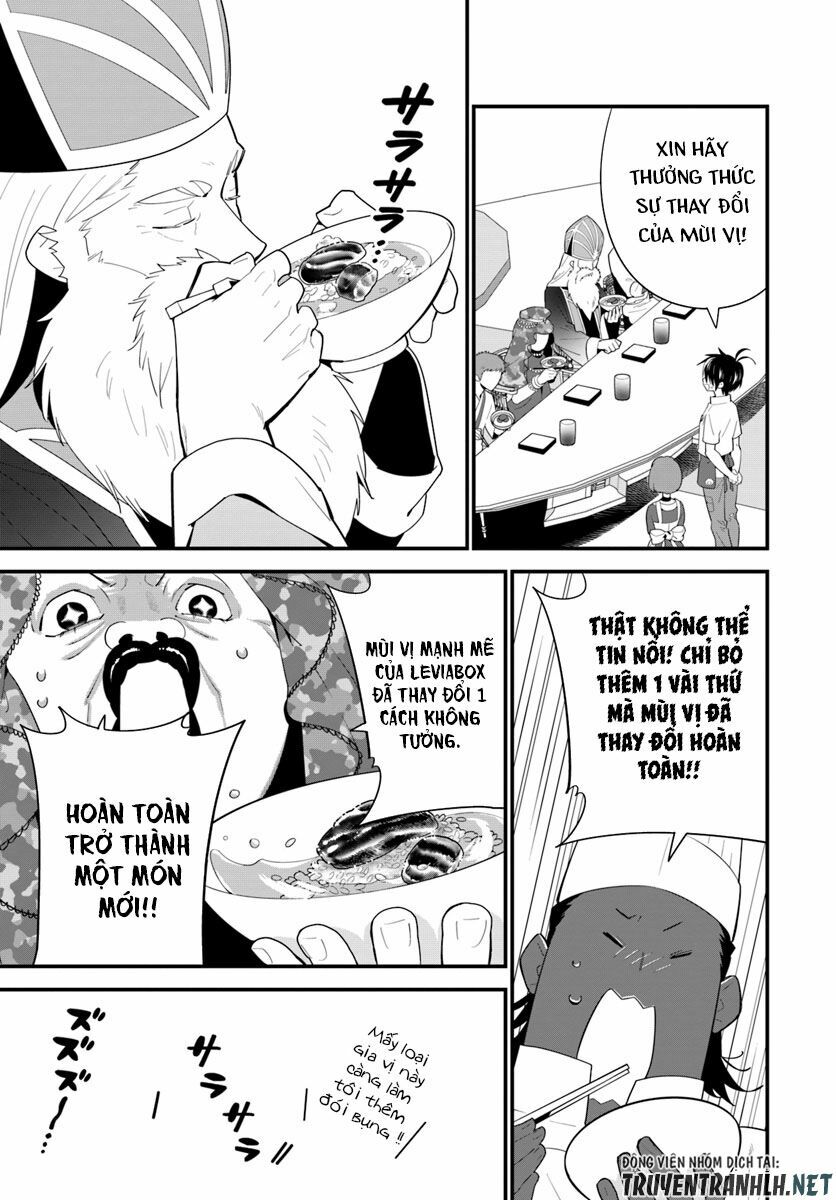 XIN HÃY
THƯỞNG THỨC
SỰ THAY ĐỔI
CỦA MÙI VỊ!
サラサラ
THẬT KHÔNG THỂ
TIN NỔI! CHỈ BỎ
THÊM 1 VÀI THỨ
MÀ MÙI VỊ ĐÃ
THAY ĐỔI HOÀN
TOÀN!!
MÙI VỊ MẠNH MẼ
CỦA LEVIABOX
ĐÃ THAY ĐỔI 1
CÁCH KHÔNG
TƯỞNG.
HOÀN TOÀN
TRỞ THÀNH
MỘT MÓN
MỚI!!
Mấy loại
gia vị này
càng làm
tôi thêm
đói bụng !!
サラサラ
ズズズ~…
ĐỘNG VIÊN NHÓM DỊCH TẠI:
TRUYENTRANHLH.NET